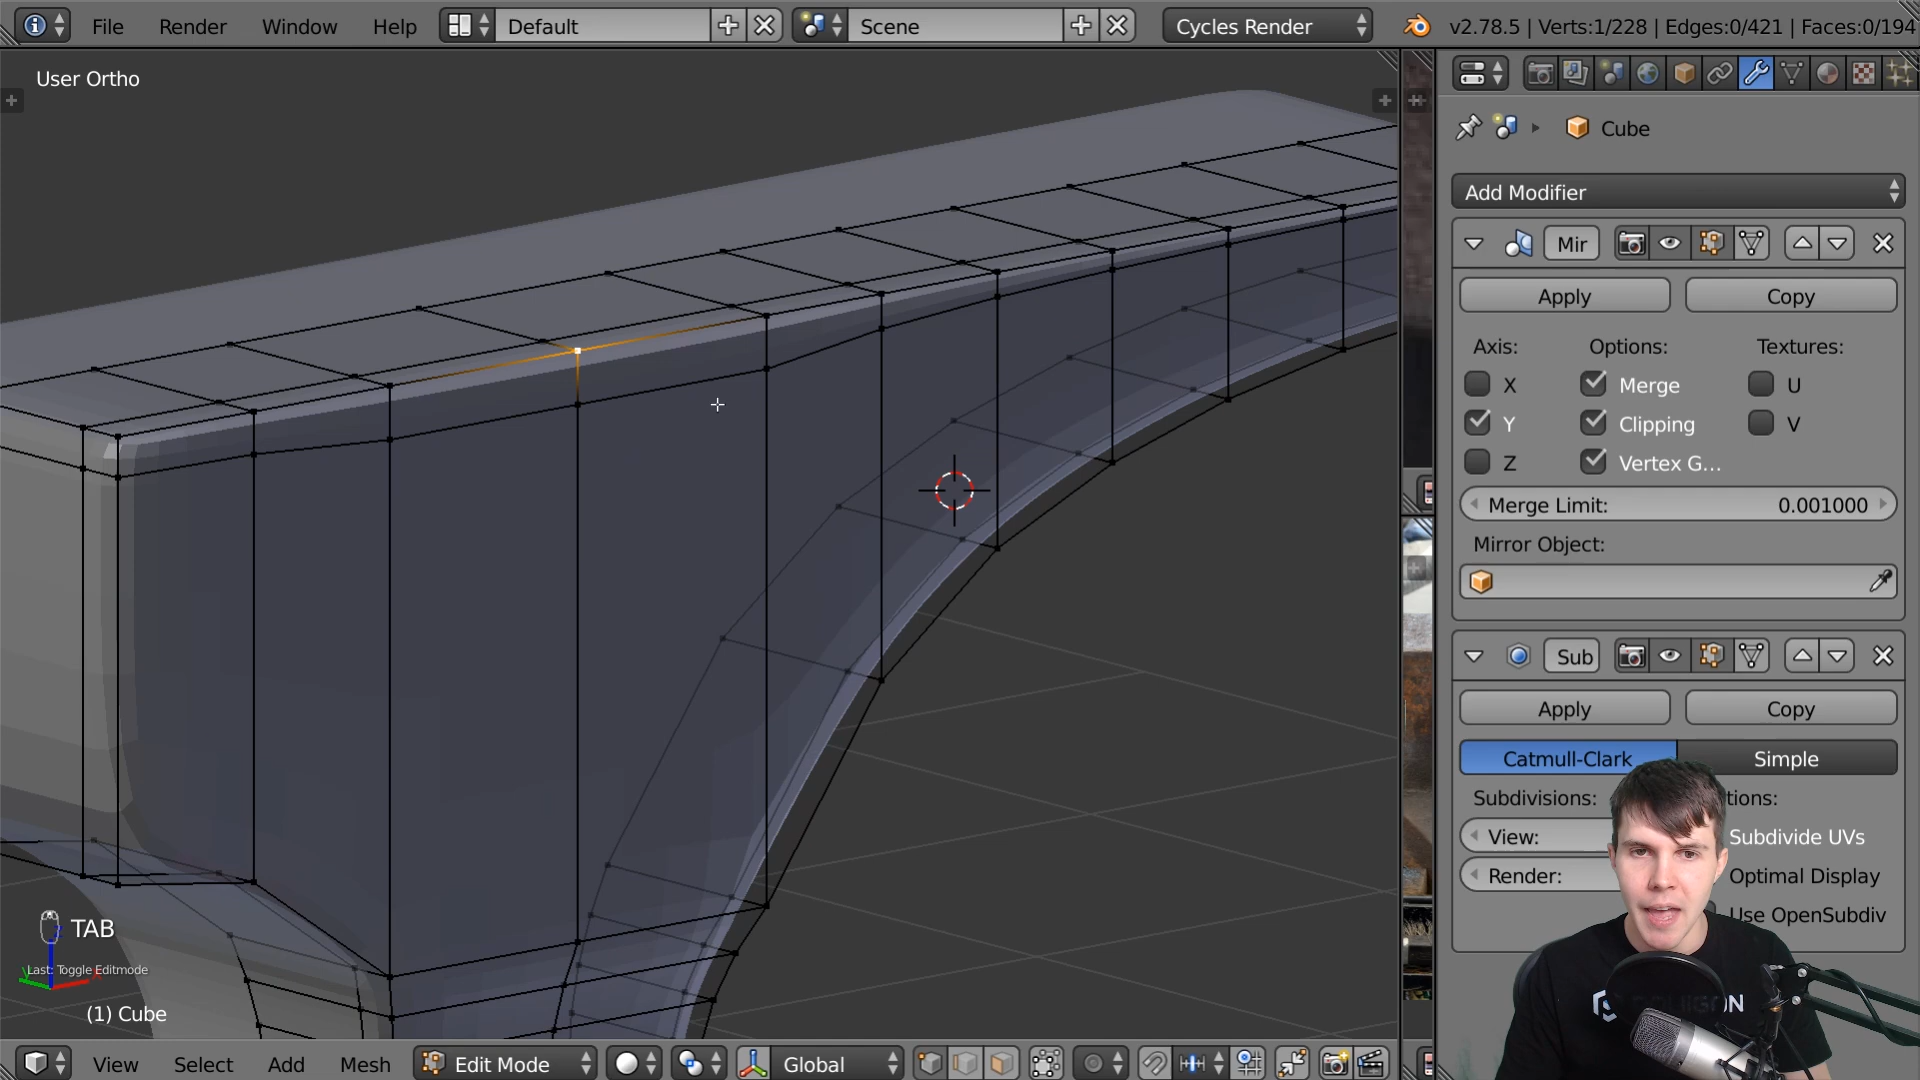 File Render Window Help Default Scene Cycles Render v2.78.5 | Verts:1/228 | Edges:0/421 | Faces:0/194
User Ortho
Cube
Add Modifier
Mir
Apply Copy
Axis: Options: Textures:
X Merge U
Y Clipping V
Z Vertex G...
Merge Limit: 0.001000
Mirror Object:
Sub
Apply Copy
Catmull-Clark Simple
Subdivisions: tions:
View: Subdivide UVs
Render: Optimal Display
Use OpenSubdiv
TAB
Last: Toggle Editmode
(1) Cube
View Select Add Mesh Edit Mode Global